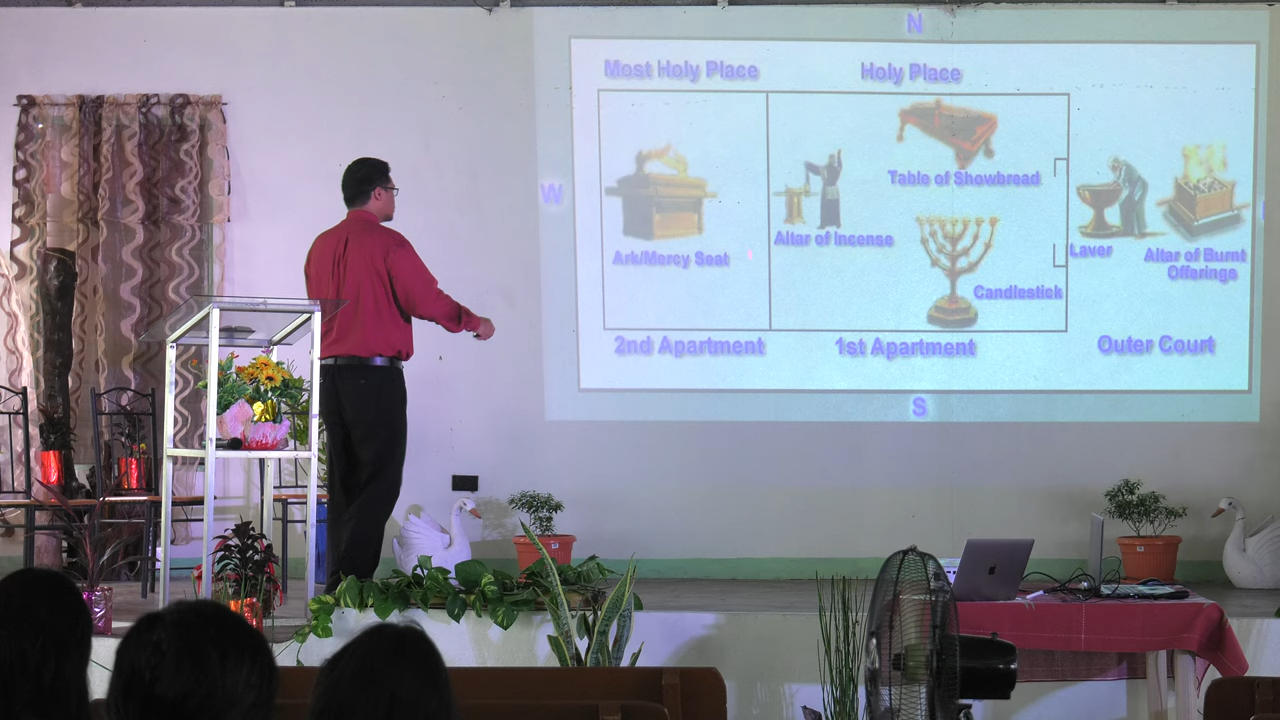 N
Most Holy Place
Holy Place
Table of Showbread
W
Altar of Incense
Ark/Mercy Seat
Laver
Altar of Burnt
Offerings
Candlestick
2nd Apartment
1st Apartment
Outer Court
S